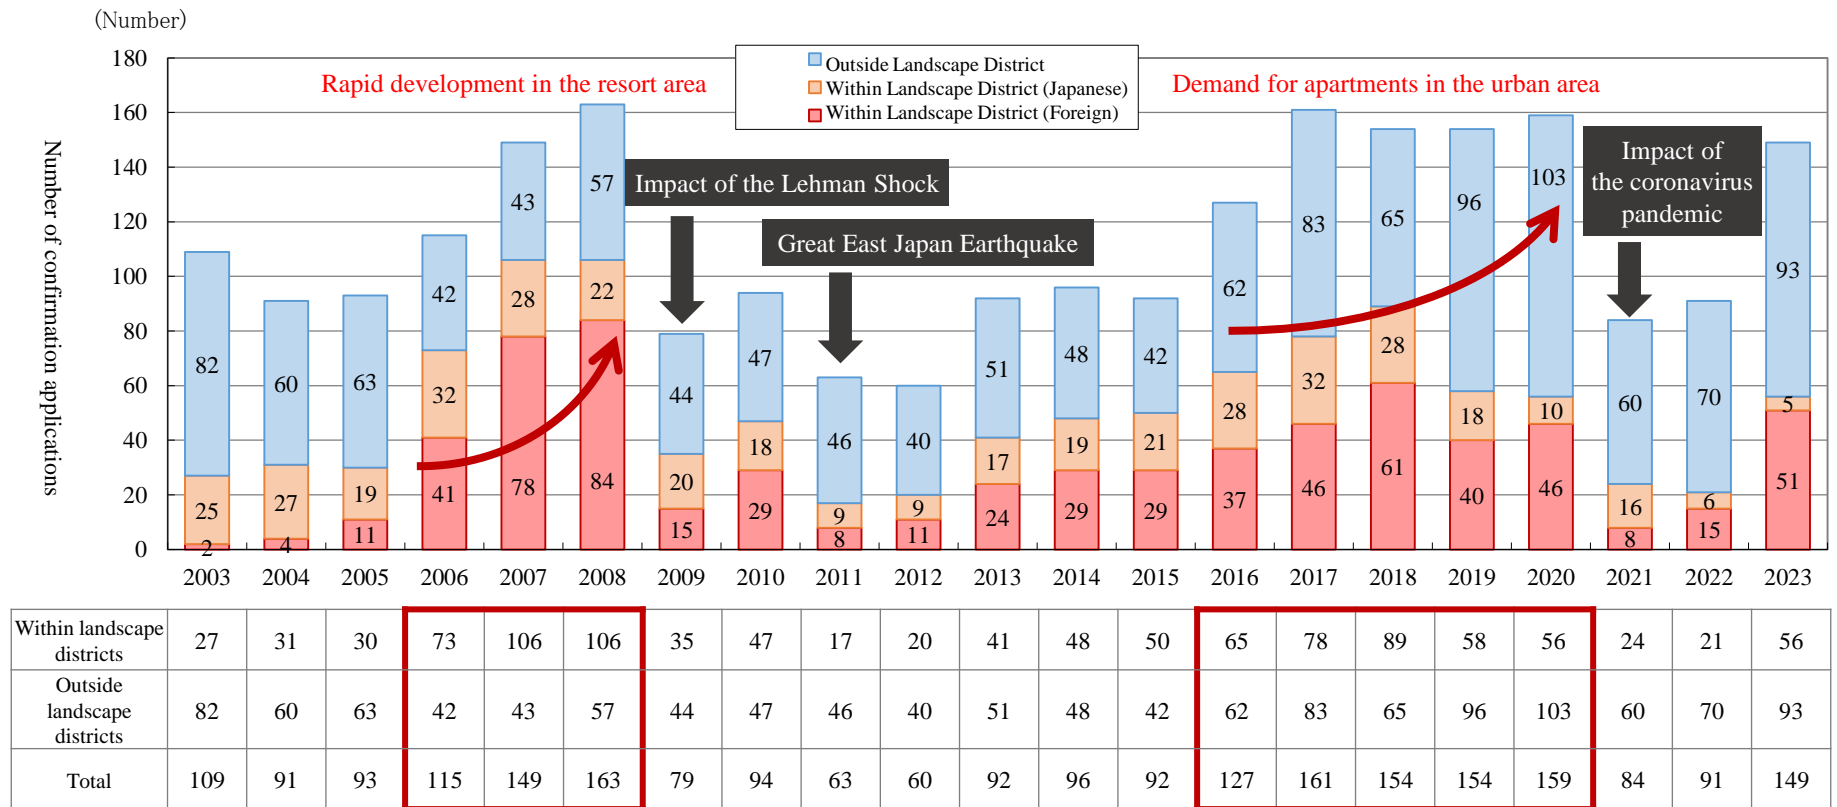 (Number)
Number of confirmation applications
180
160
140
120
100
80
60
40
20
0
Outside Landscape District
Within Landscape District (Japanese)
Within Landscape District (Foreign)
Rapid development in the resort area
Demand for apartments in the urban area
Impact of the Lehman Shock
Great East Japan Earthquake
Impact of
the coronavirus
pandemic
82 60 63 42 43 57 44 47 46 40 51 48 42 62 83 65 96 103 60 70 93
25 27 19 32 28 22 20 18 9 9 17 19 21 28 32 28 18 10 16 6 5
2 4 11 41 78 84 15 29 8 11 24 29 29 37 46 61 40 46 8 15 51
2003 2004 2005 2006 2007 2008 2009 2010 2011 2012 2013 2014 2015 2016 2017 2018 2019 2020 2021 2022 2023
Within landscape
districts
27 31 30 73 106 106 35 47 17 20 41 48 50 65 78 89 58 56 24 21 56
Outside
landscape
districts
82 60 63 42 43 57 44 47 46 40 51 48 42 62 83 65 96 103 60 70 93
Total 109 91 93 115 149 163 79 94 63 60 92 96 92 127 161 154 154 159 84 91 149